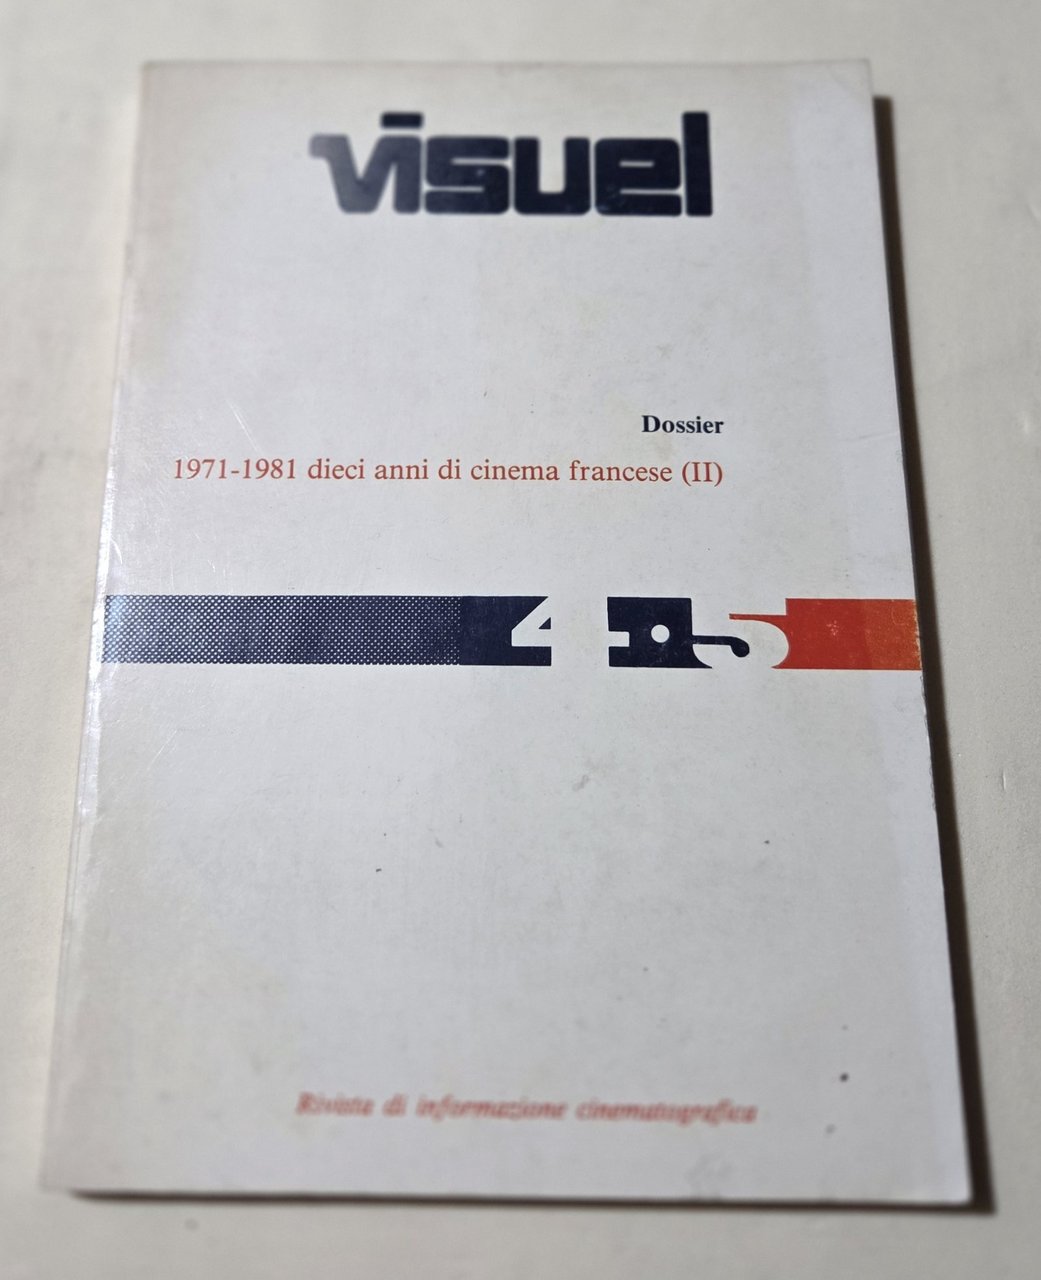 visuel
Dossier
1971-1981 dieci anni di cinema francese (II)
4•5
Rivista di informazione cinematografica